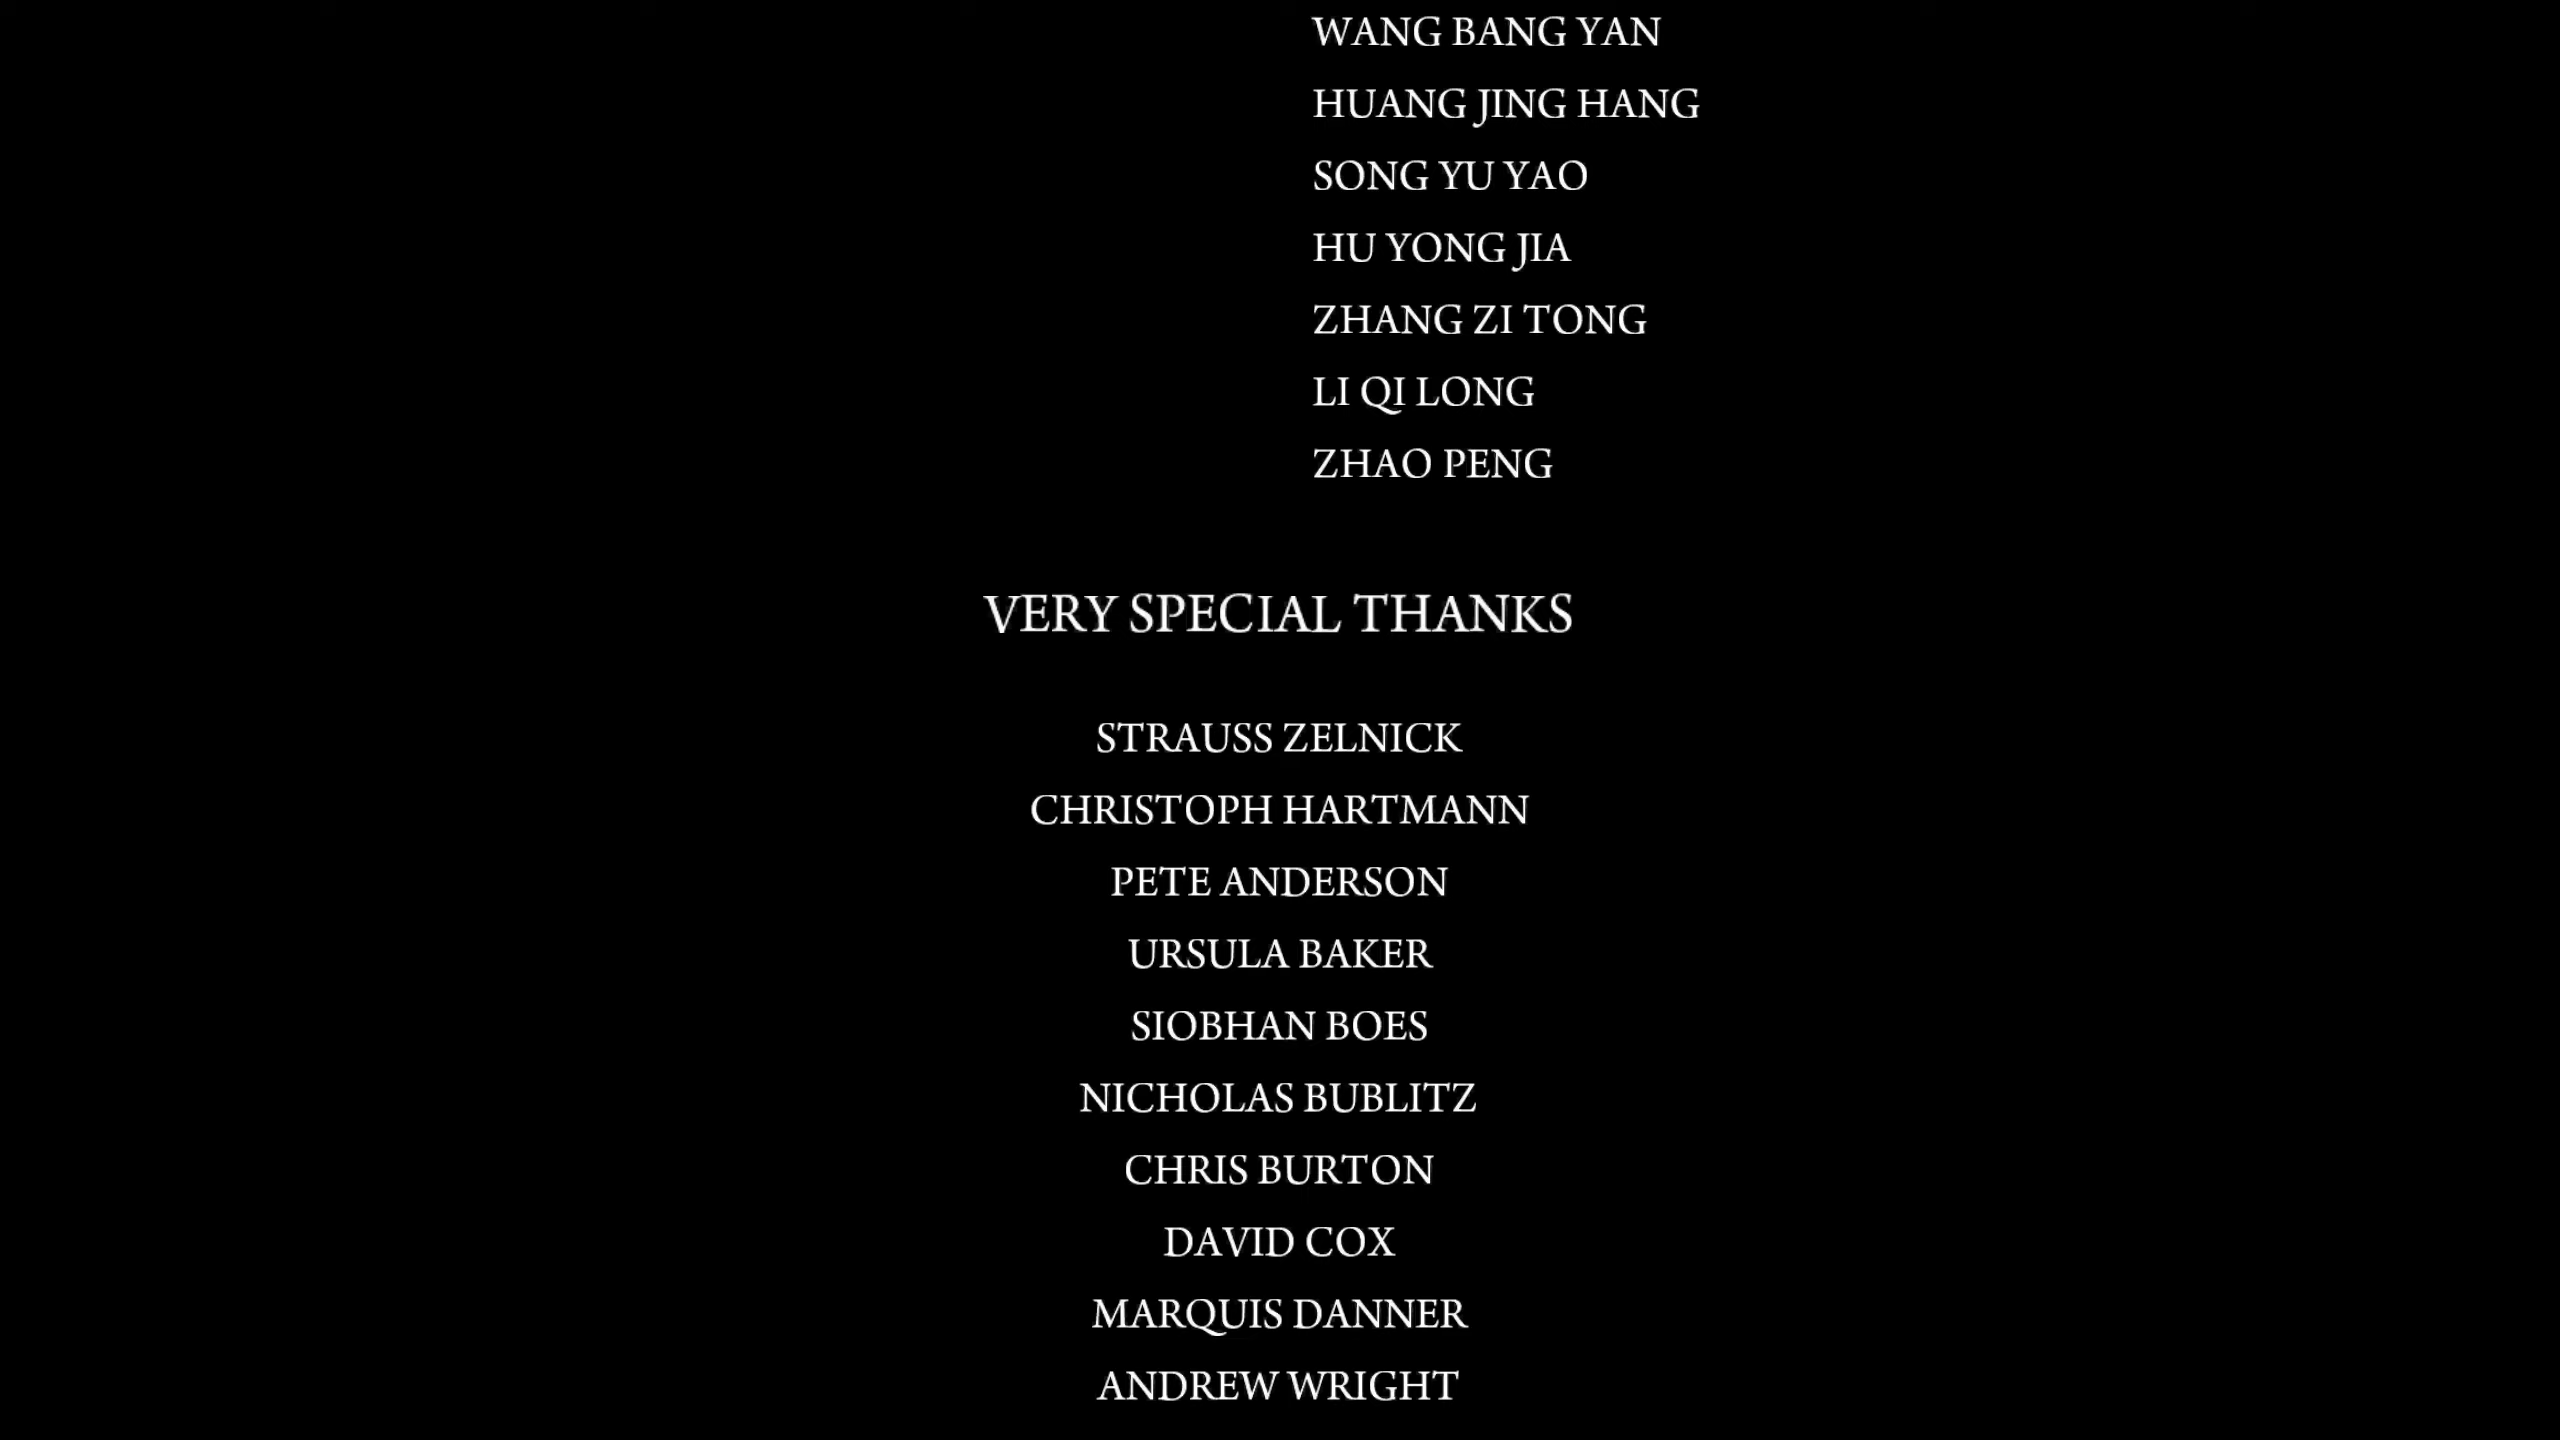 WANG BANG YAN
HUANG JING HANG
SONG YU YAO
HU YONG JIA
ZHANG ZI TONG
LI QI LONG
ZHAO PENG
VERY SPECIAL THANKS
STRAUSS ZELNICK
CHRISTOPH HARTMANN
PETE ANDERSON
URSULA BAKER
SIOBHAN BOES
NICHOLAS BUBLITZ
CHRIS BURTON
DAVID COX
MARQUIS DANNER
ANDREW WRIGHT